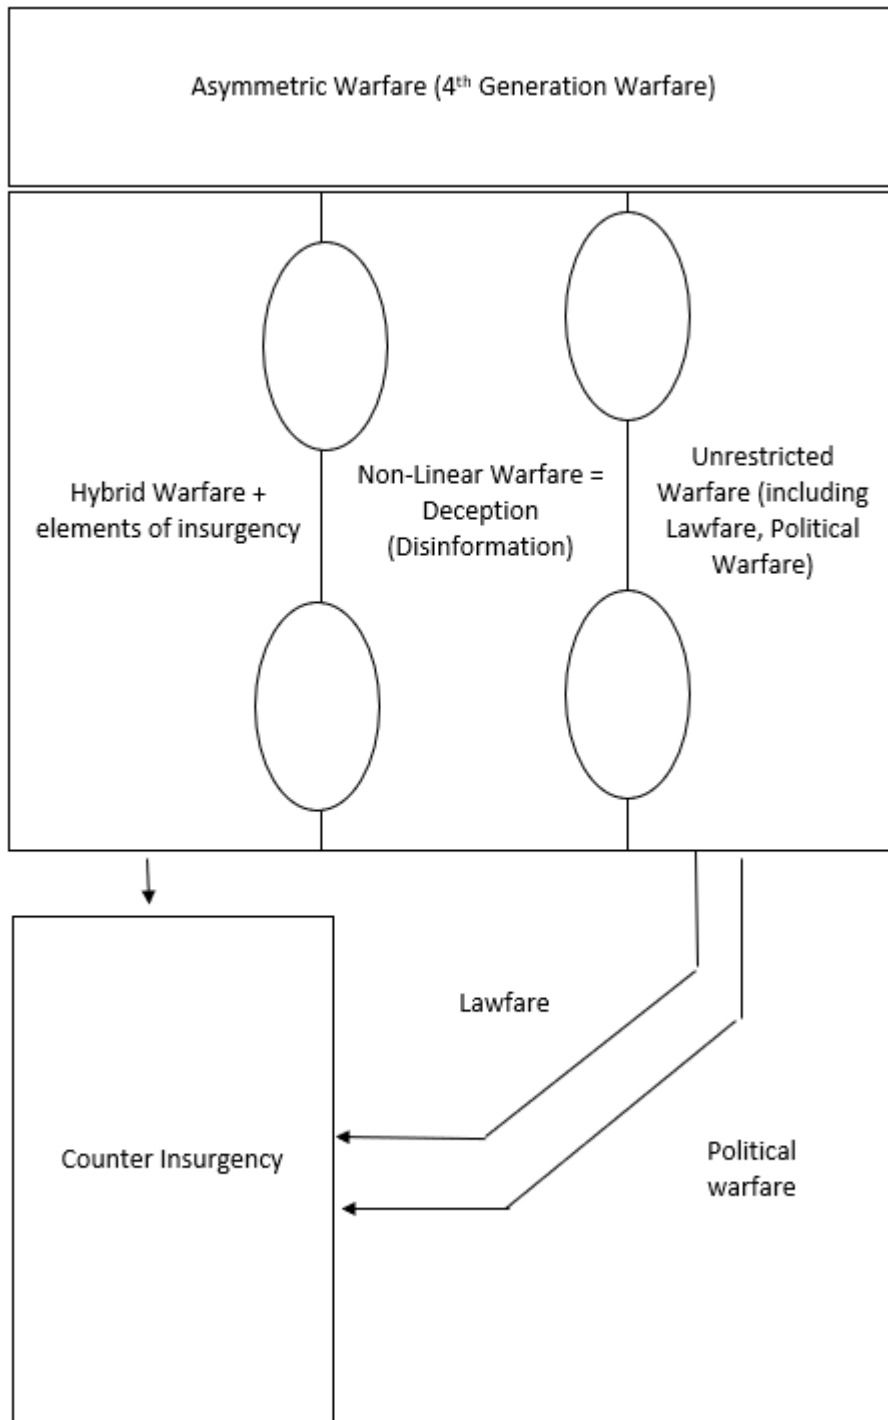 Asymmetric Warfare (4th Generation Warfare)
Hybrid Warfare +
elements of insurgency
Non-Linear Warfare =
Deception
(Disinformation)
Unrestricted
Warfare (including
Lawfare, Political
Warfare)
Lawfare
Counter Insurgency
Political
warfare